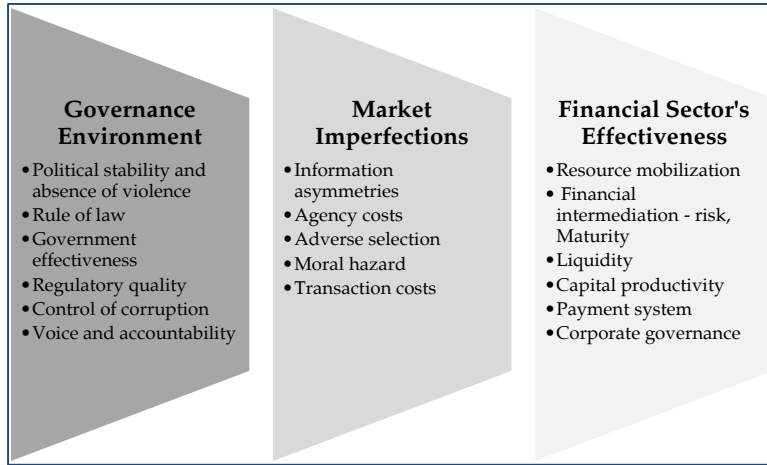 Governance
Environment
•Political stability and
absence of violence
•Rule of law
•Government
effectiveness
•Regulatory quality
•Control of corruption
•Voice and accountability
Market
Imperfections
•Information
asymmetries
•Agency costs
•Adverse selection
•Moral hazard
•Transaction costs
Financial Sector's
Effectiveness
•Resource mobilization
• Financial
intermediation - risk,
Maturity
•Liquidity
•Capital productivity
•Payment system
•Corporate governance